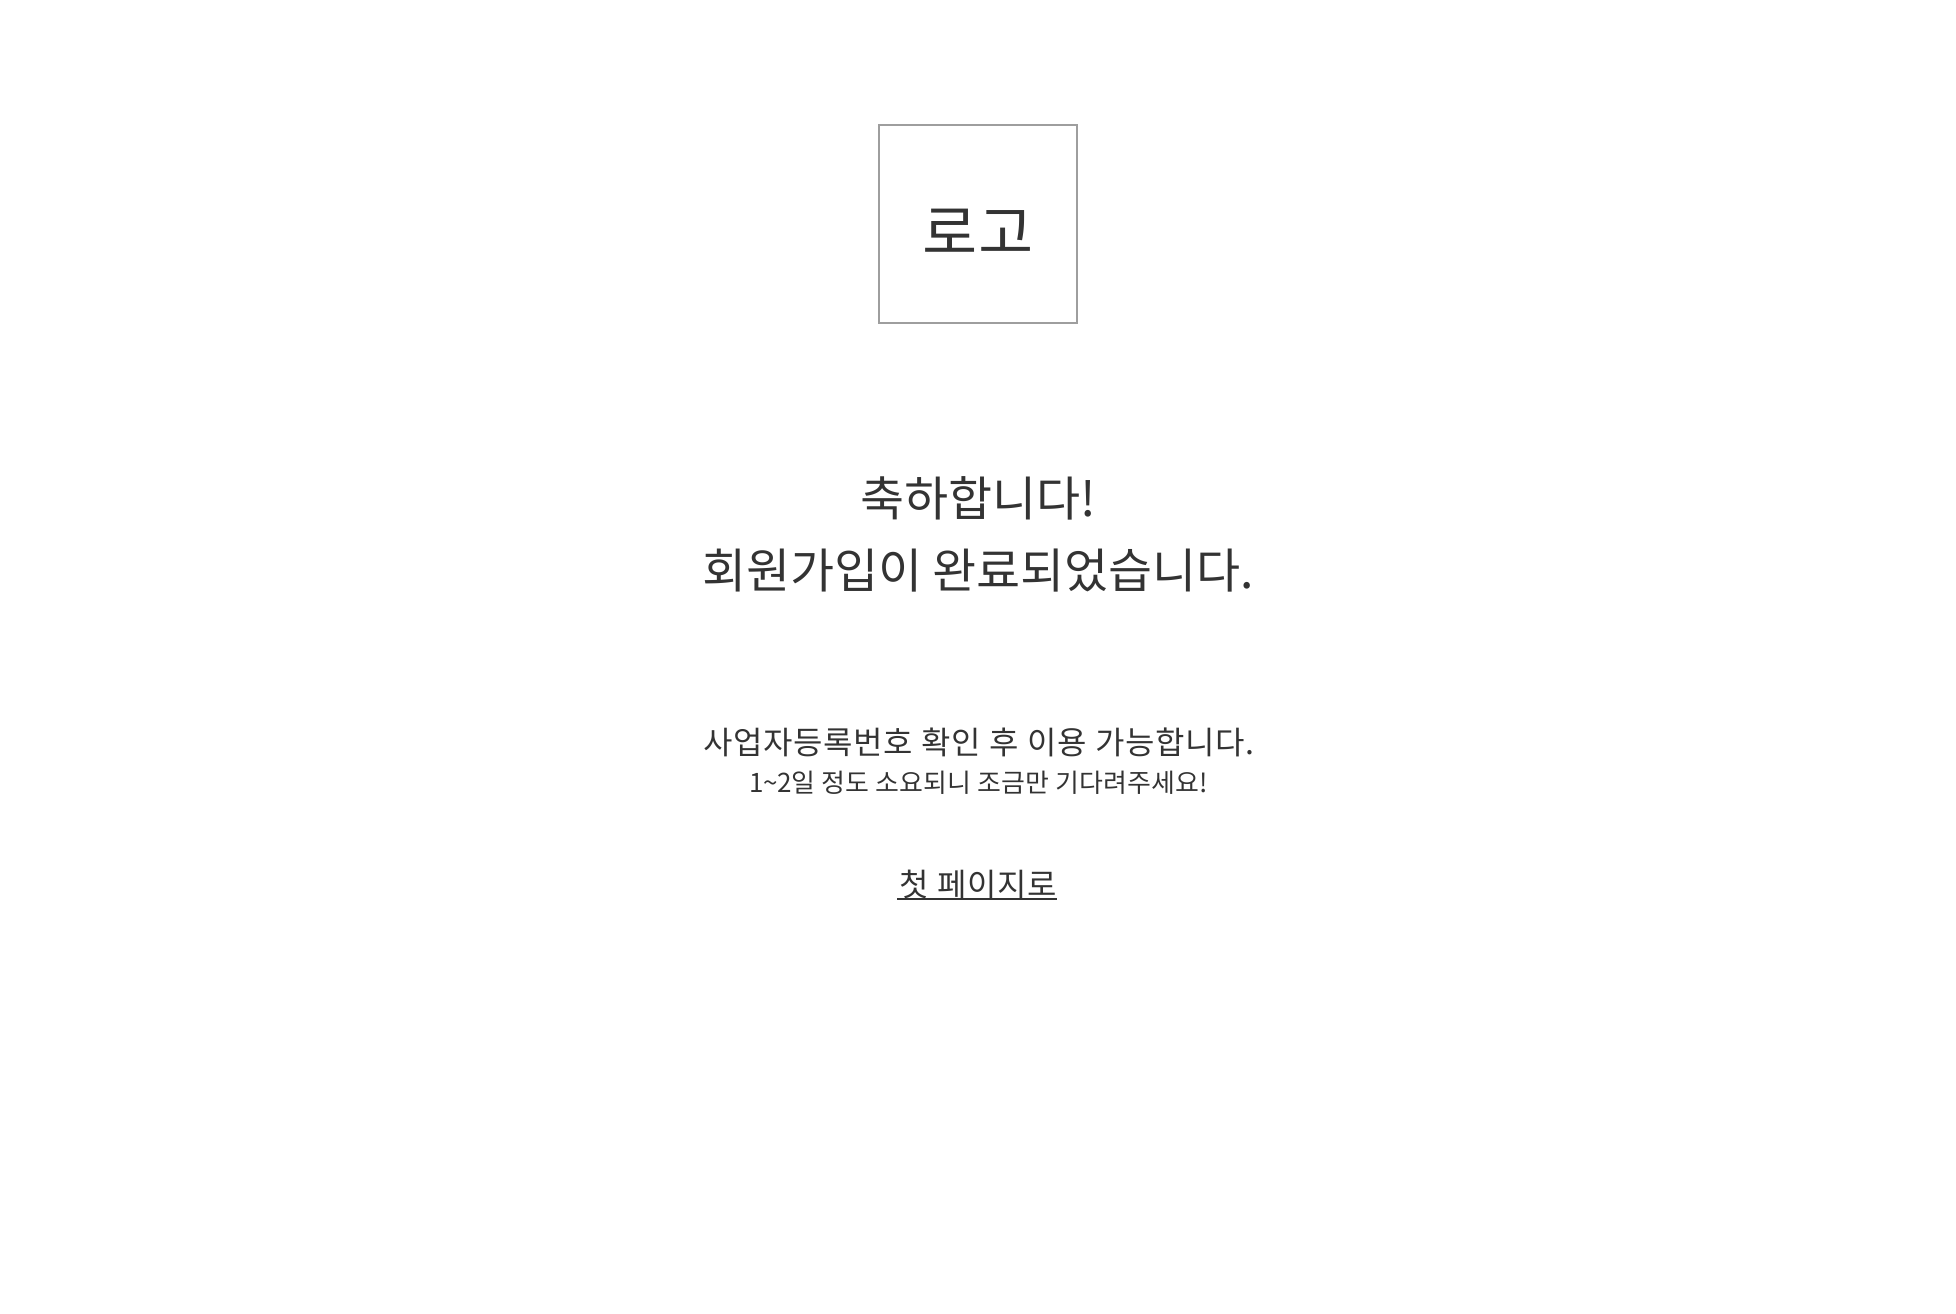 로고
축하합니다!
회원가입이 완료되었습니다.
사업자등록번호 확인 후 이용 가능합니다.
1~2일 정도 소요되니 조금만 기다려주세요!
첫 페이지로